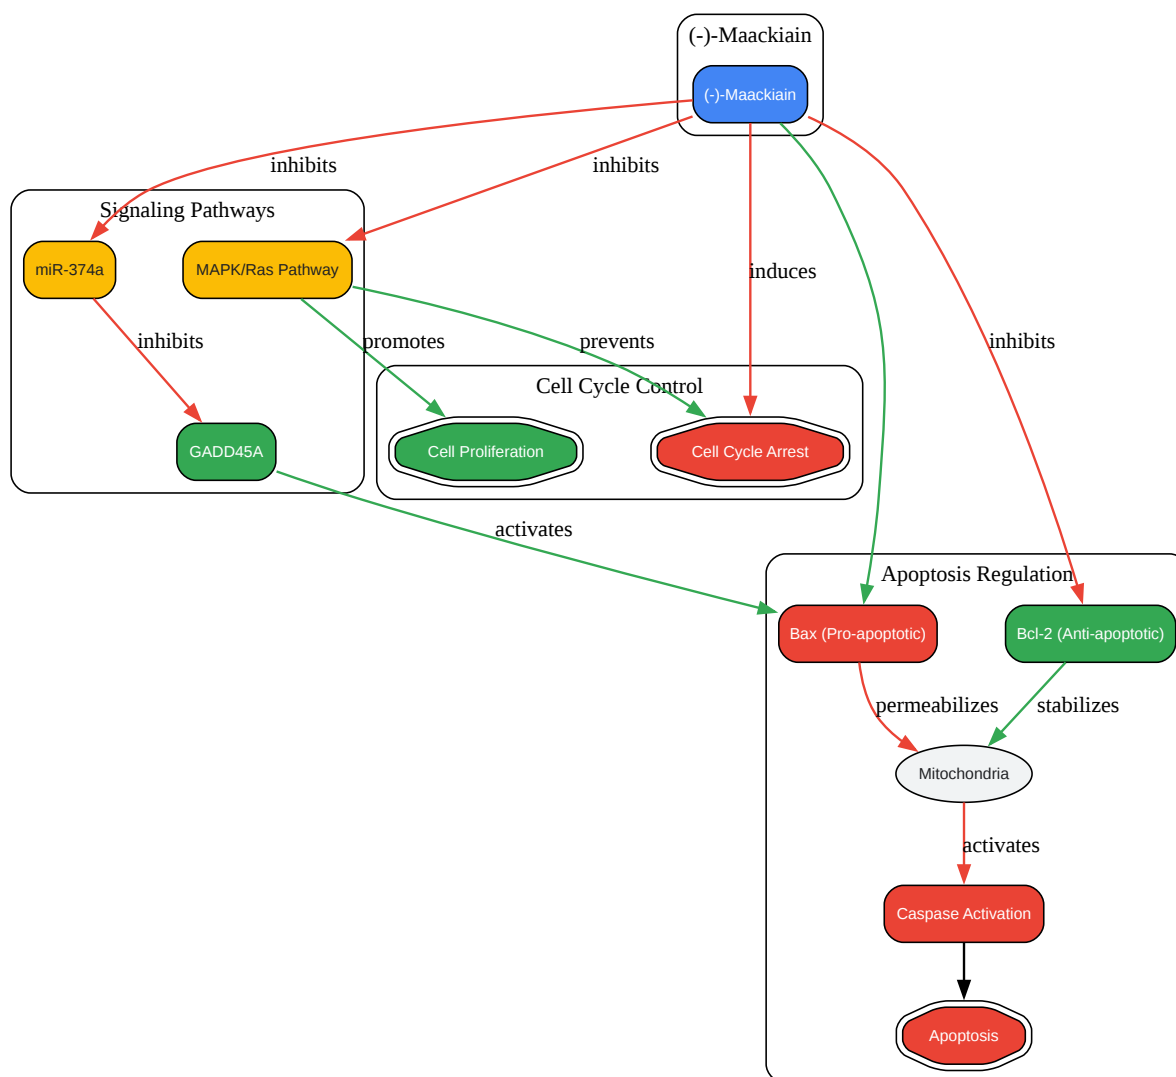 (-)-Maackiain
(-)-Maackiain
inhibits
inhibits
Signaling Pathways
miR-374a
MAPK/Ras Pathway
induces
inhibits
promotes
prevents
inhibits
Cell Cycle Control
GADD45A
Cell Proliferation
Cell Cycle Arrest
activates
Apoptosis Regulation
Bax (Pro-apoptotic)
Bcl-2 (Anti-apoptotic)
permeabilizes
stabilizes
Mitochondria
activates
Caspase Activation
Apoptosis